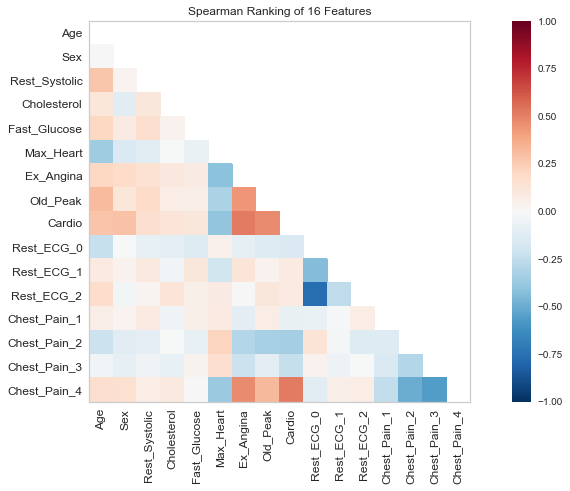 Spearman Ranking of 16 Features
Age
Sex
Rest_Systolic
Cholesterol
Fast_Glucose
Max_Heart
Ex_Angina
Old_Peak
Cardio
Rest_ECG_0
Rest_ECG_1
Rest_ECG_2
Chest_Pain_1
Chest_Pain_2
Chest_Pain_3
Chest_Pain_4
Age
Sex
Rest_Systolic
Cholesterol
Fast_Glucose
Max_Heart
Ex_Angina
Old_Peak
Cardio
Rest_ECG_0
Rest_ECG_1
Rest_ECG_2
Chest_Pain_1
Chest_Pain_2
Chest_Pain_3
Chest_Pain_4
1.00
0.75
0.50
0.25
0.00
−0.25
−0.50
−0.75
−1.00